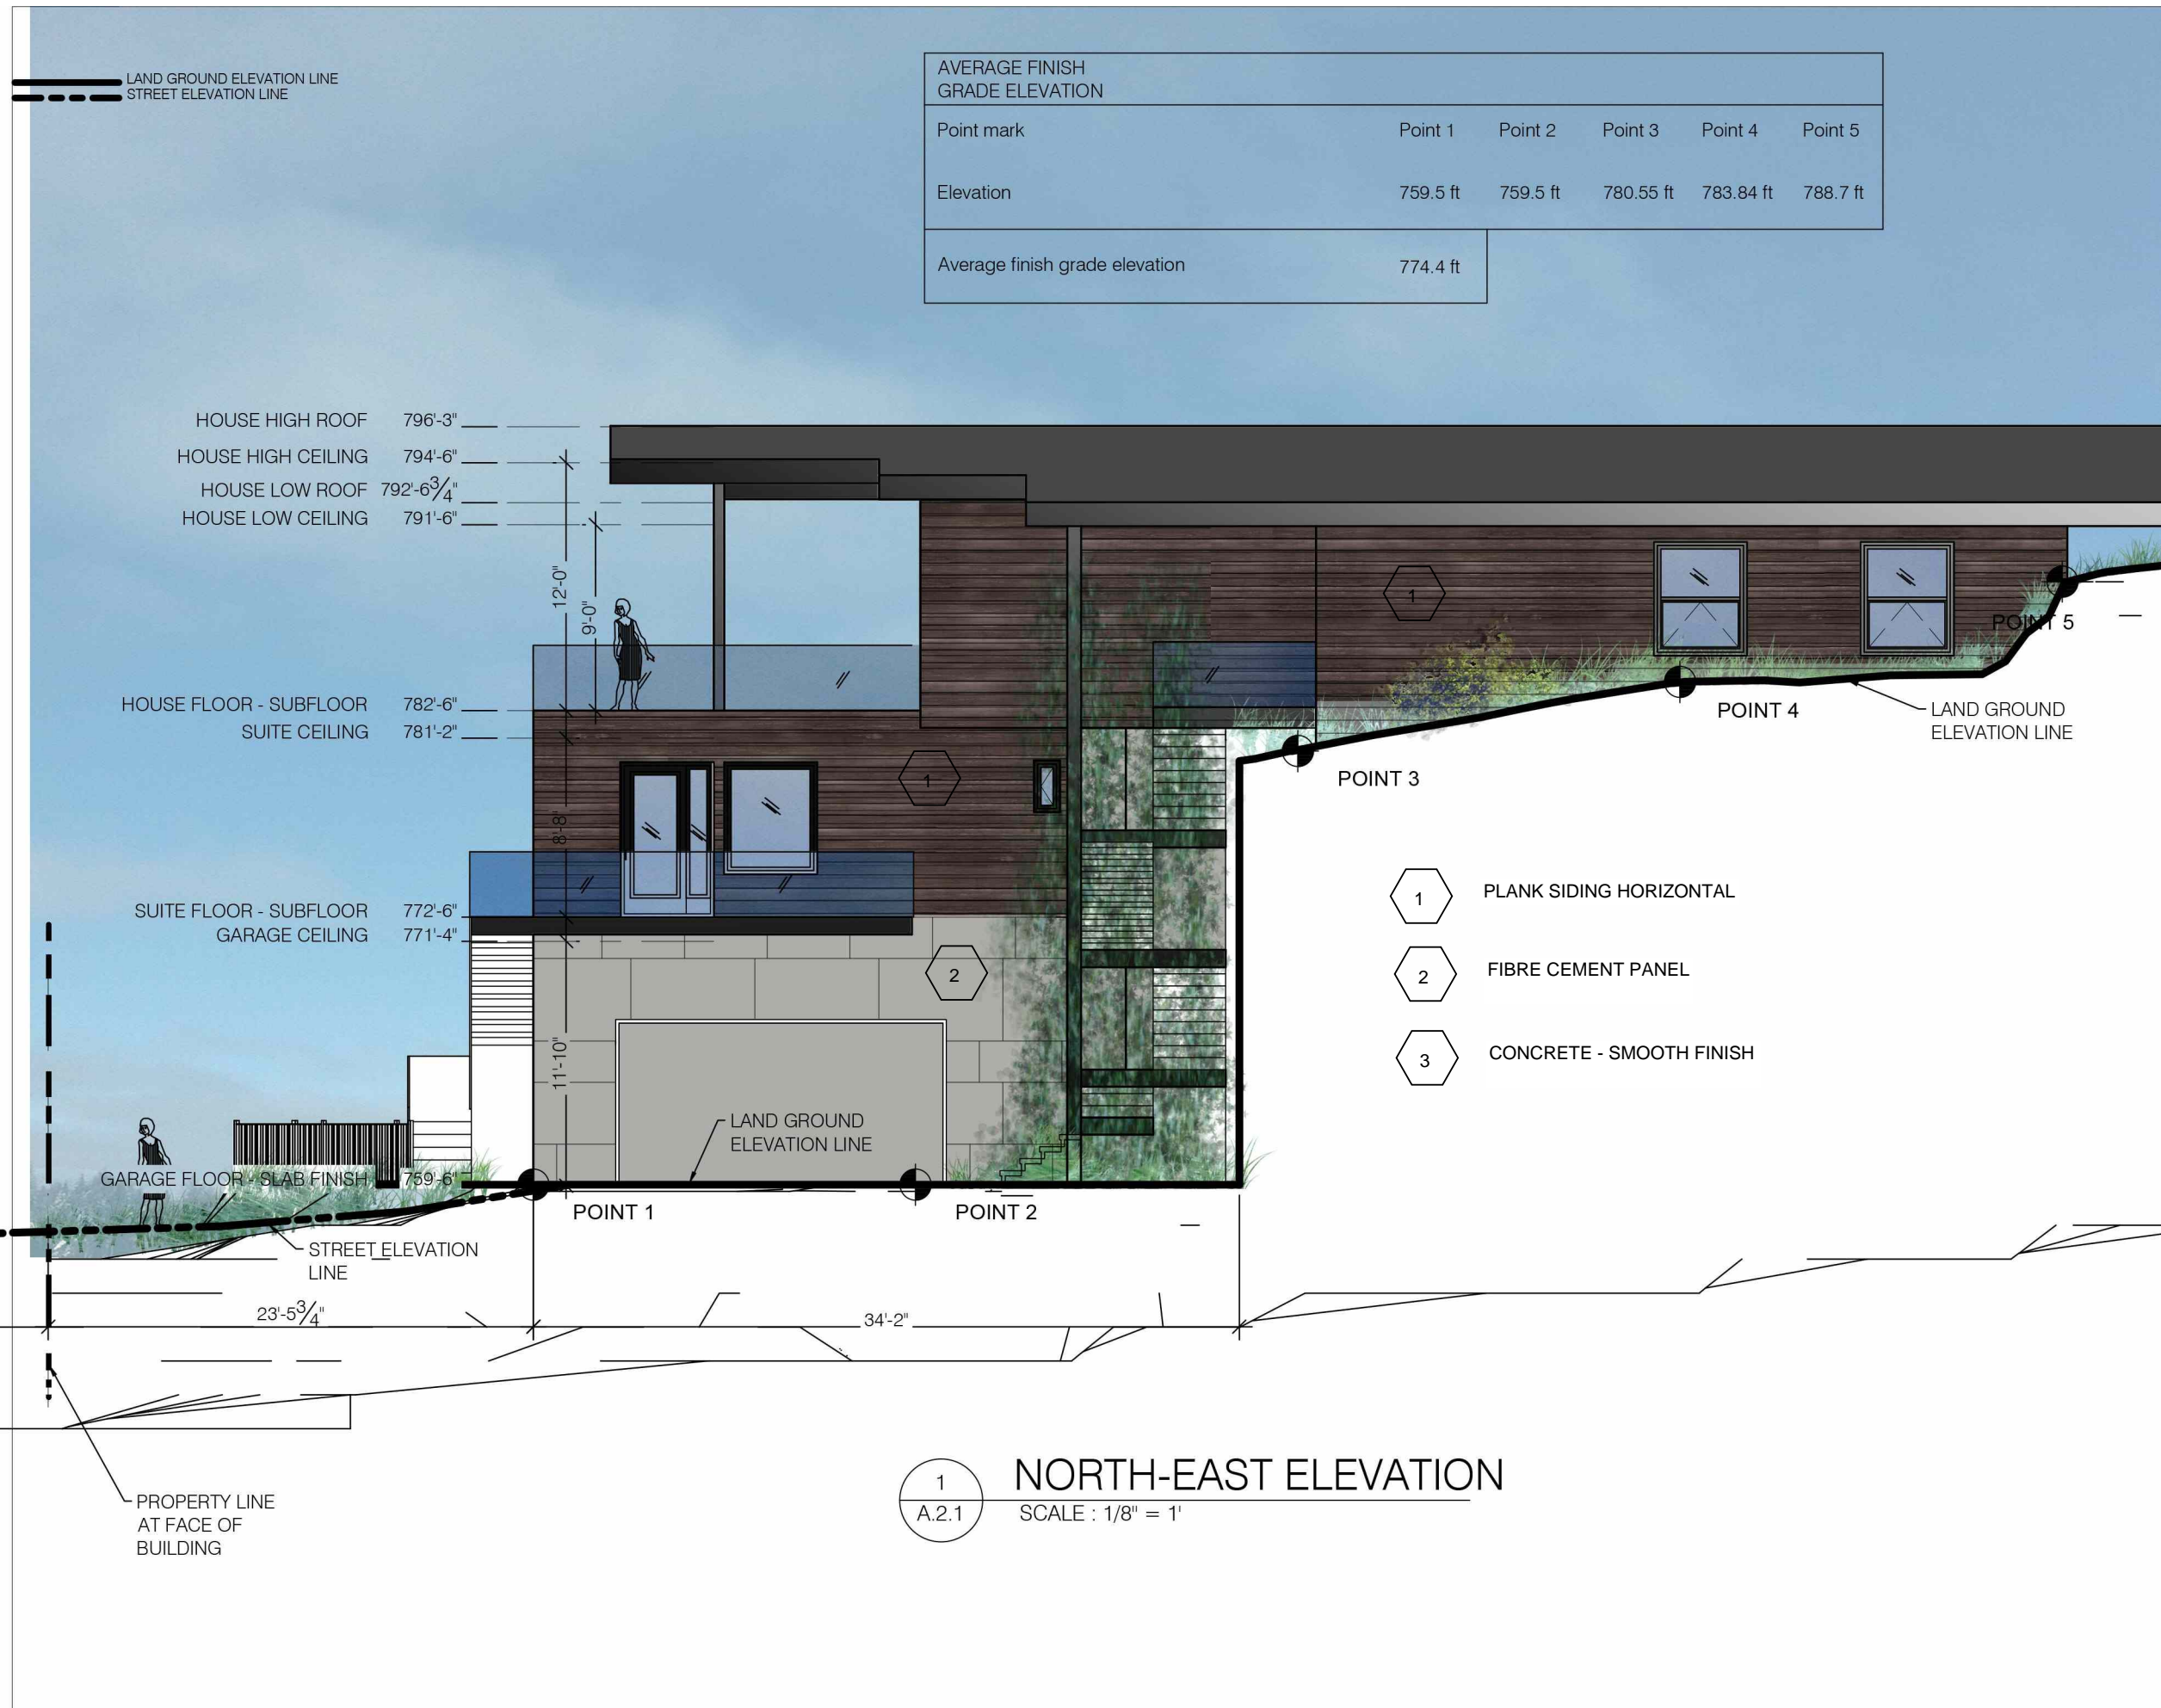 LAND GROUND ELEVATION LINE
STREET ELEVATION LINE
AVERAGE FINISH
GRADE ELEVATION
Point mark Point 1 Point 2 Point 3 Point 4 Point 5
Elevation 759.5 ft 759.5 ft 780.55 ft 783.84 ft 788.7 ft
Average finish grade elevation 774.4 ft
HOUSE HIGH ROOF 796'-3"
HOUSE HIGH CEILING 794'-6"
HOUSE LOW ROOF 792'-6 3/4"
HOUSE LOW CEILING 791'-6"
12'-0"
9'-0"
1
POINT 5
HOUSE FLOOR - SUBFLOOR 782'-6"
SUITE CEILING 781'-2"
POINT 4
LAND GROUND
ELEVATION LINE
POINT 3
1
8'-8"
SUITE FLOOR - SUBFLOOR 772'-6"
GARAGE CEILING 771'-4"
1 PLANK SIDING HORIZONTAL
2 FIBRE CEMENT PANEL
3 CONCRETE - SMOOTH FINISH
2
11'-10"
LAND GROUND
ELEVATION LINE
GARAGE FLOOR - SLAB FINISH 759'-6"
POINT 1
POINT 2
STREET ELEVATION
LINE
23'-5 3/4"
34'-2"
PROPERTY LINE
AT FACE OF
BUILDING
1
A.2.1
NORTH-EAST ELEVATION
SCALE : 1/8" = 1'